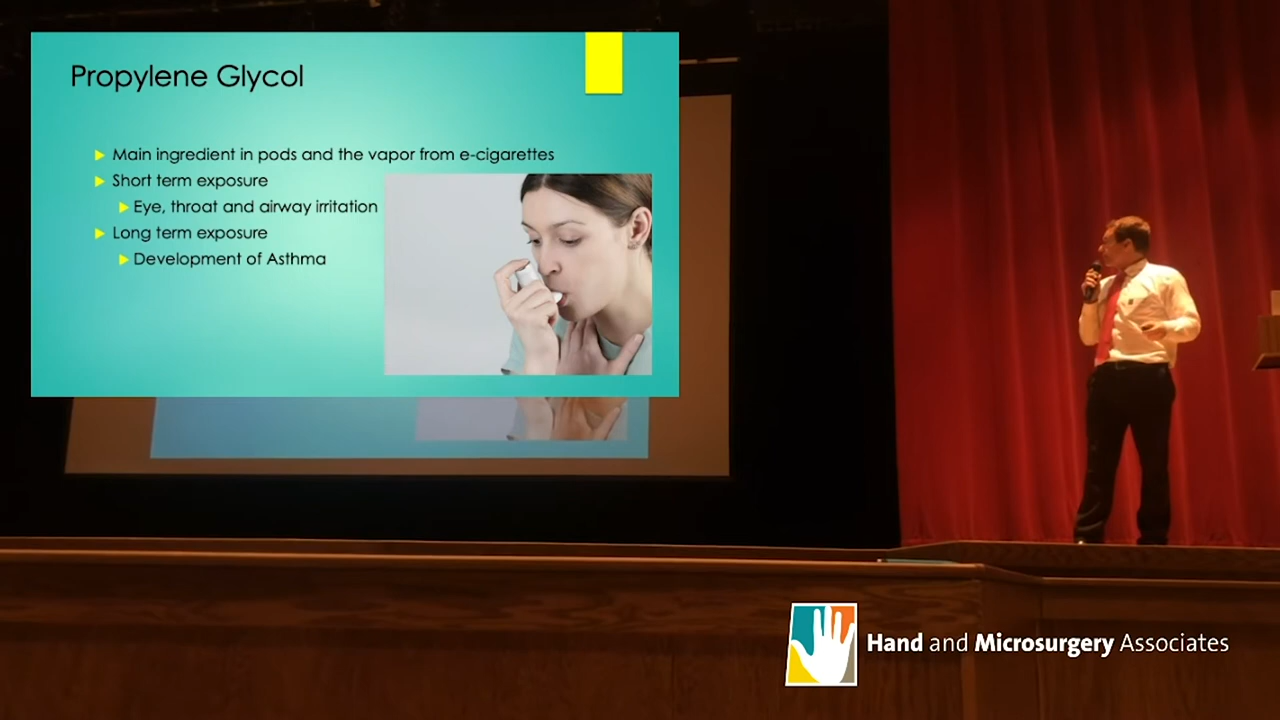 Propylene Glycol
Main ingredient in pods and the vapor from e-cigarettes
Short term exposure
Eye, throat and airway irritation
Long term exposure
Development of Asthma
Hand and Microsurgery Associates